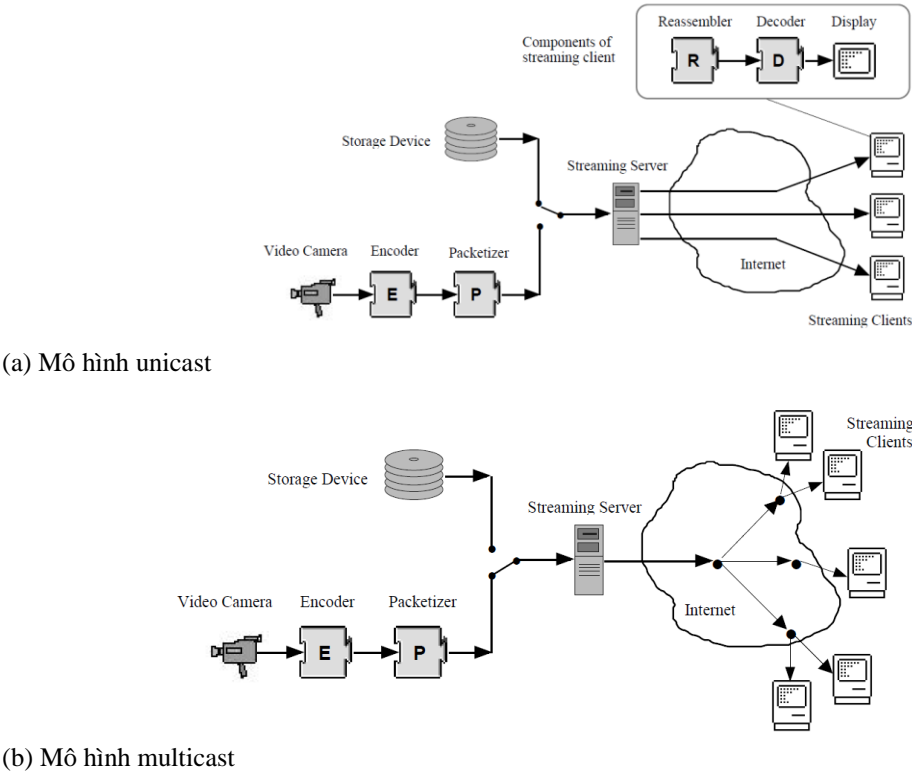 Reassembler Decoder Display
Components of
streaming client
R D
Storage Device
Streaming Server
Video Camera Encoder Packetizer
E P
Internet
Streaming Clients
(a) Mô hình unicast
Streaming
Clients
Storage Device
Streaming Server
Video Camera Encoder Packetizer
Internet
E P
(b) Mô hình multicast